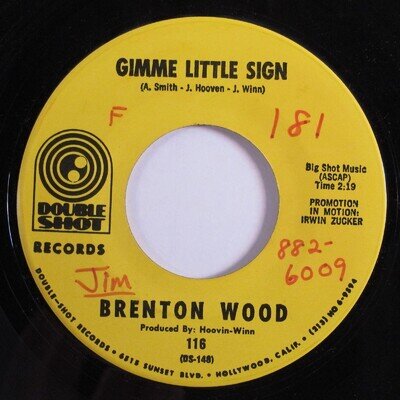 GIMME LITTLE SIGN
(A. Smith - J. Hooven - J. Winn)
F
181
DOUBLE
SHOT
RECORDS
Big Shot Music
(ASCAP)
Time 2:19
PROMOTION
IN MOTION:
IRWIN ZUCKER
882-
6009
Jim
BRENTON WOOD
Produced By: Hoovin-Winn
116
(DS-148)
DOUBLE-SHOT RECORDS • 6815 SUNSET BLVD. • HOLLYWOOD, CALIF. • (213) HO 6-9894